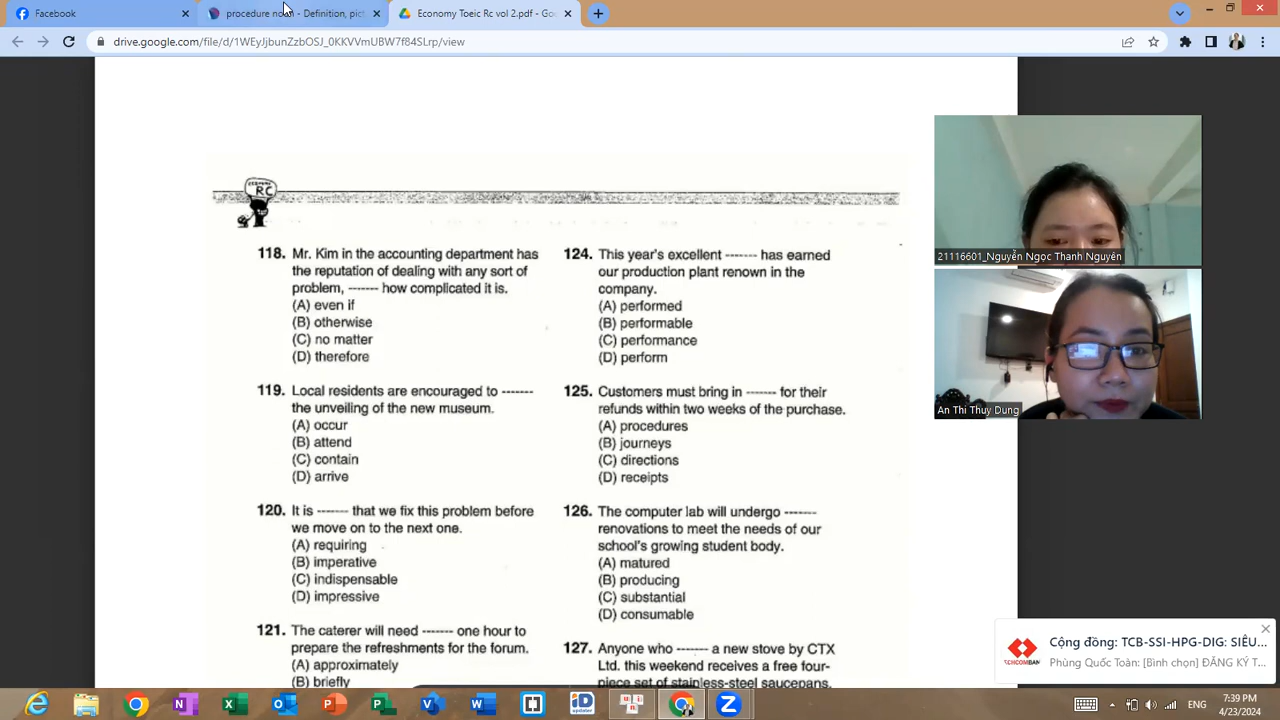 Facebook
procedure noun - Definition, pict
Economy Toeic Rc vol 2.pdf - Goo
drive.google.com/file/d/1WEyJjbunZzbOSJ_0KKVVmUBW7f84SLrp/view
RC
118. Mr. Kim in the accounting department has
the reputation of dealing with any sort of
problem, ------- how complicated it is.
(A) even if
(B) otherwise
(C) no matter
(D) therefore
119. Local residents are encouraged to -------
the unveiling of the new museum.
(A) occur
(B) attend
(C) contain
(D) arrive
120. It is ------- that we fix this problem before
we move on to the next one.
(A) requiring
(B) imperative
(C) indispensable
(D) impressive
121. The caterer will need ------- one hour to
prepare the refreshments for the forum.
(A) approximately
(B) briefly
124. This year's excellent ------- has earned
our production plant renown in the
company.
(A) performed
(B) performable
(C) performance
(D) perform
125. Customers must bring in ------- for their
refunds within two weeks of the purchase.
(A) procedures
(B) journeys
(C) directions
(D) receipts
126. The computer lab will undergo -------
renovations to meet the needs of our
school's growing student body.
(A) matured
(B) producing
(C) substantial
(D) consumable
127. Anyone who ------- a new stove by CTX
Ltd. this weekend receives a free four-
piece set of stainless-steel saucepans.
21116601_Nguyễn Ngọc Thanh Nguyên
An Thi Thuy Dung
Cộng đồng: TCB-SSI-HPG-DIG: SIÊU...
Phùng Quốc Toàn: [Bình chọn] ĐĂNG KÝ T...
TECHCOMBANK
ENG
7:39 PM
4/23/2024